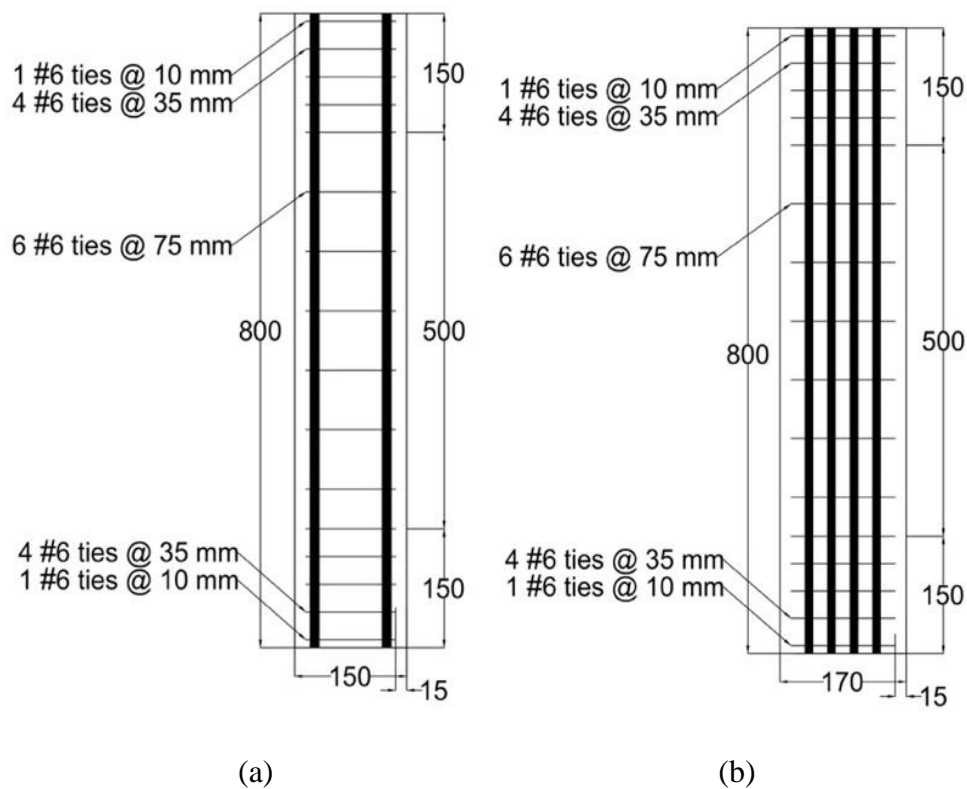 1 #6 ties @ 10 mm
4 #6 ties @ 35 mm
150
6 #6 ties @ 75 mm
800
500
4 #6 ties @ 35 mm
1 #6 ties @ 10 mm
150
150
15
(a)
1 #6 ties @ 10 mm
4 #6 ties @ 35 mm
150
6 #6 ties @ 75 mm
800
500
4 #6 ties @ 35 mm
1 #6 ties @ 10 mm
150
170
15
(b)